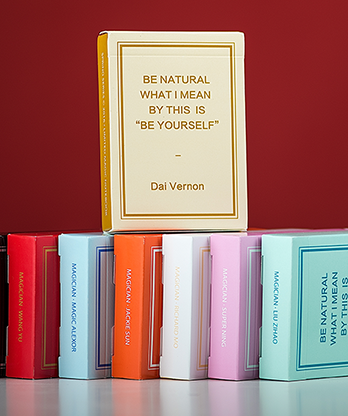 BE NATURAL
WHAT I MEAN
BY THIS IS
“BE YOURSELF”
–
Dai Vernon
MAGICIAN · WANG YU
MAGICIAN · MAGIC ALEXOR
MAGICIAN · JACKIE SUN
MAGICIAN · LIU ZIHAO
BE NATURAL
WHAT I MEAN
BY THIS IS